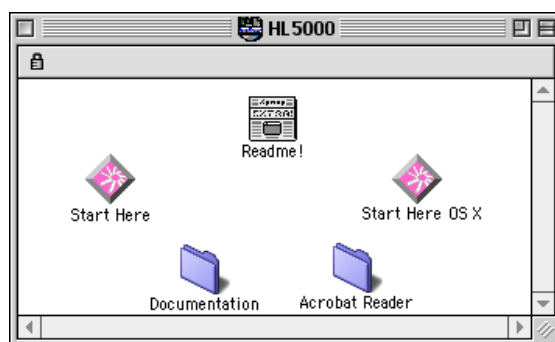 HL5000
Readme!
Start Here
Start Here OS X
Documentation
Acrobat Reader